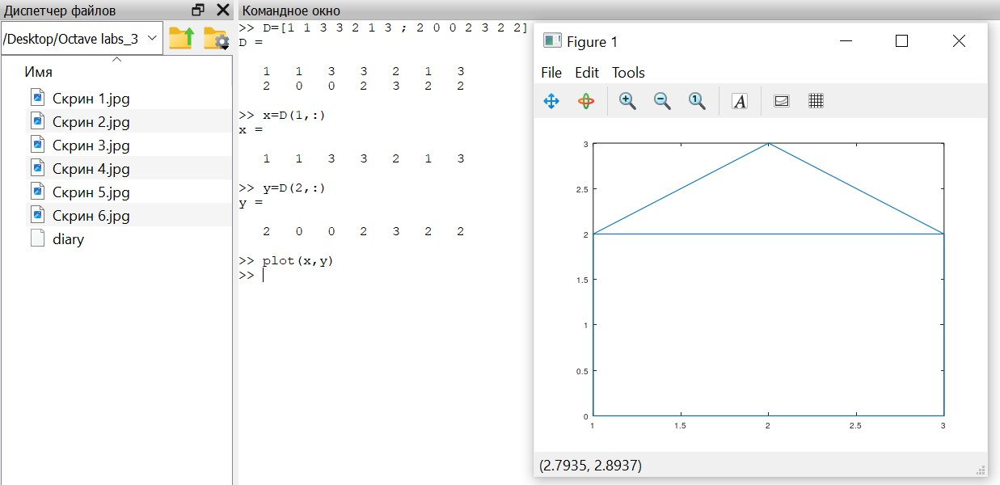 Диспетчер файлов
/Desktop/Octave labs_3
Имя
Скрин 1.jpg
Скрин 2.jpg
Скрин 3.jpg
Скрин 4.jpg
Скрин 5.jpg
Скрин 6.jpg
diary
Командное окно
>> D=[1 1 3 3 2 1 3 ; 2 0 0 2 3 2 2]
D =
1 1 3 3 2 1 3
2 0 0 2 3 2 2
>> x=D(1,:)
x =
1 1 3 3 2 1 3
>> y=D(2,:)
y =
2 0 0 2 3 2 2
>> plot(x,y)
>>
Figure 1
File Edit Tools
1 A
3
2.5
2
1.5
1
0.5
0
1 1.5 2 2.5 3
(2.7935, 2.8937)